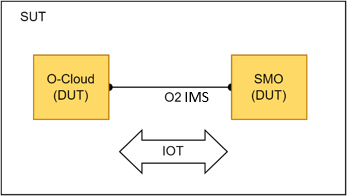 SUT
O-Cloud
(DUT)
O2 IMS
SMO
(DUT)
IOT